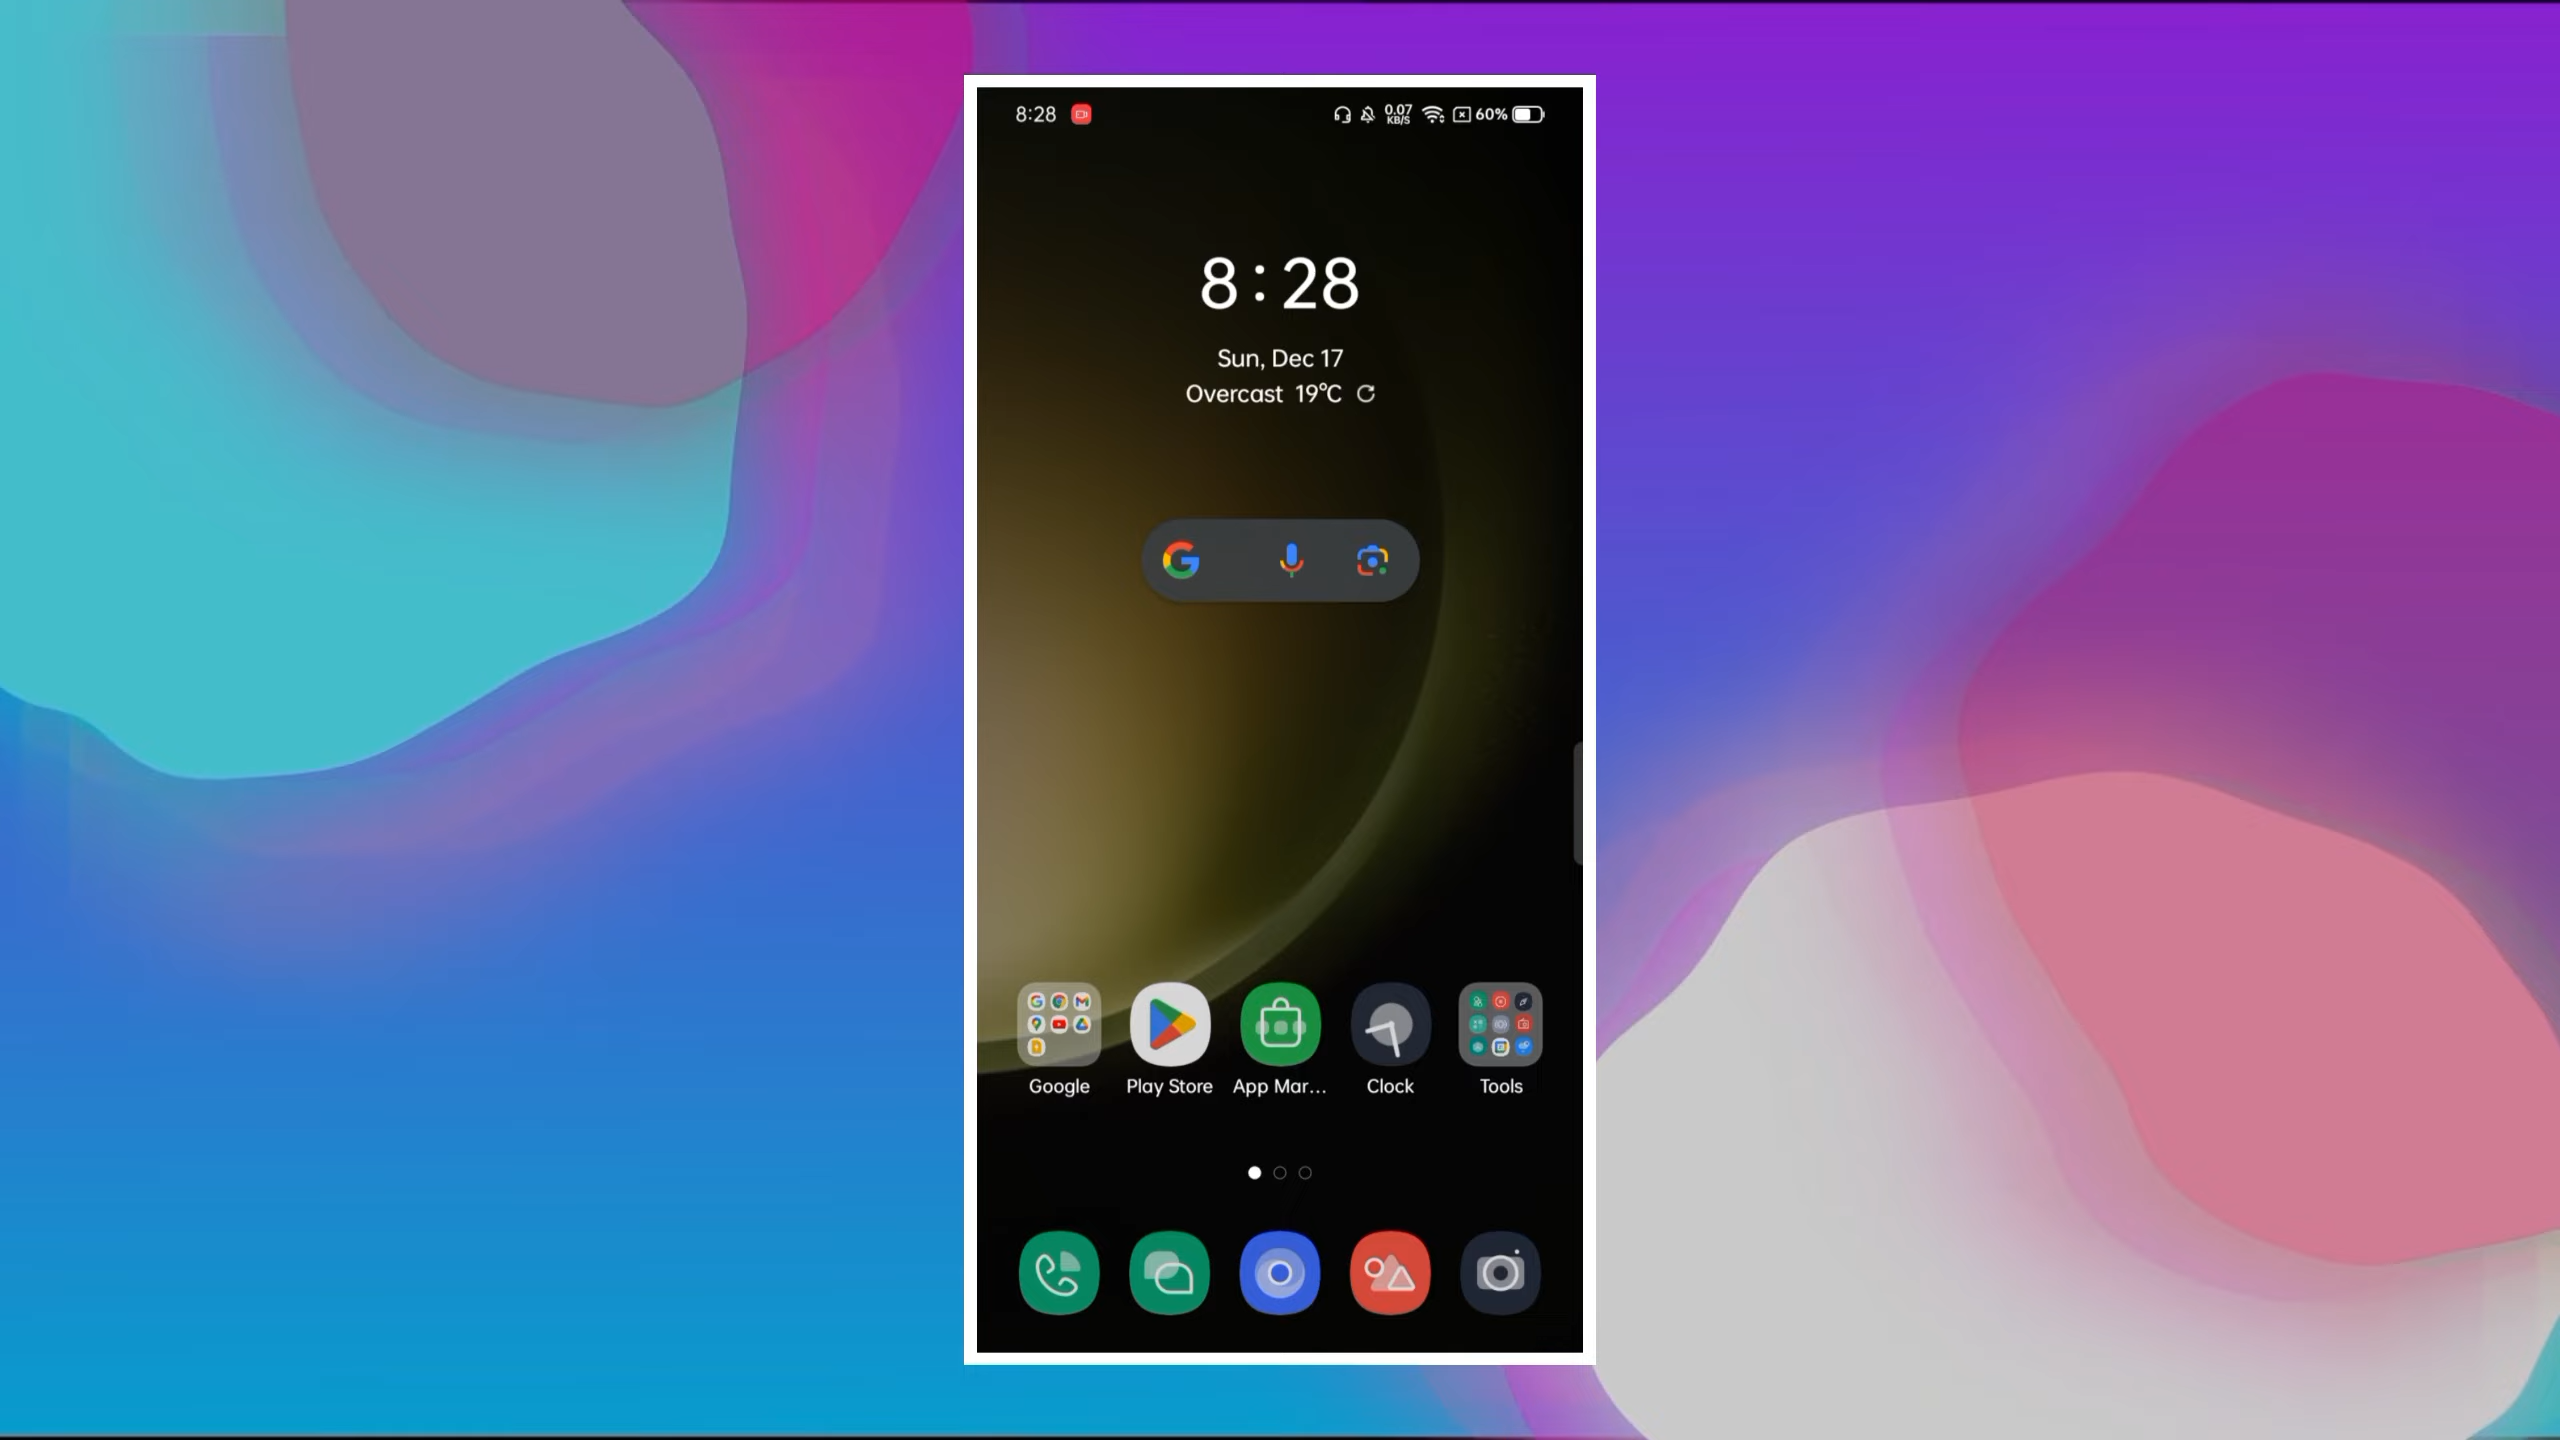 8:28
0.07
KB/S
60%
8:28
Sun, Dec 17
Overcast 19°C
Google
Play Store
App Mar...
Clock
Tools